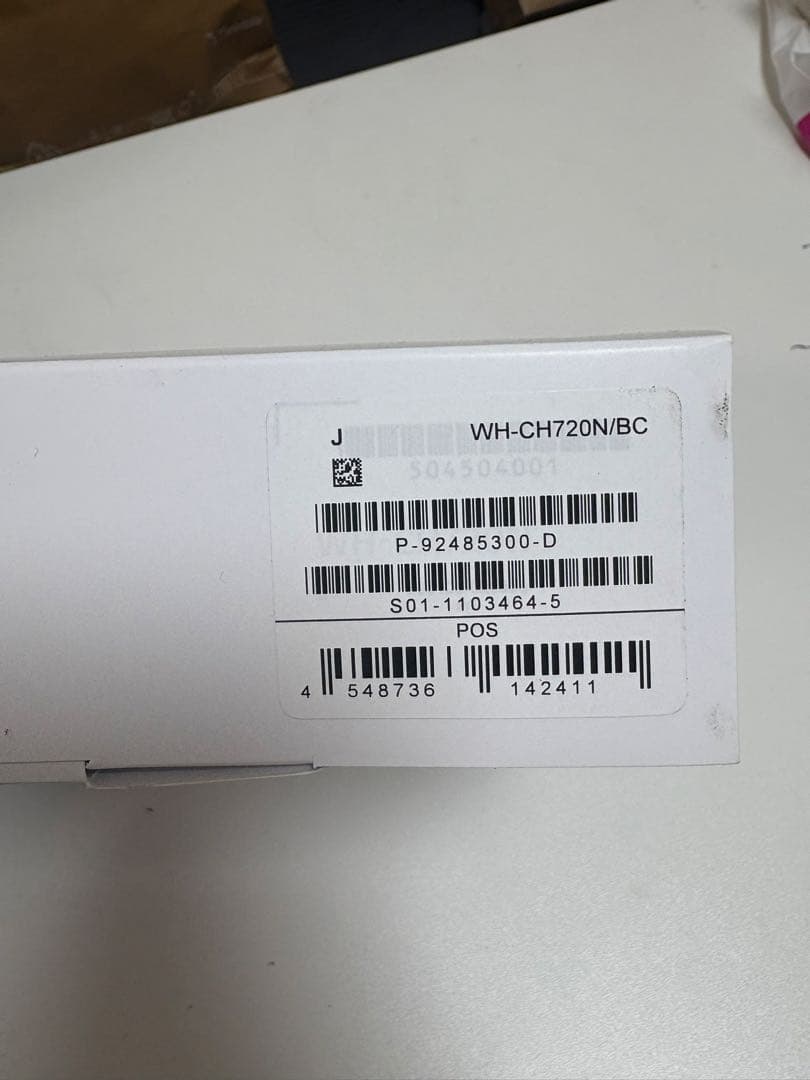 J
WH-CH720N/BC
S04504001
P-92485300-D
S01-1103464-5
POS
4 548736 142411